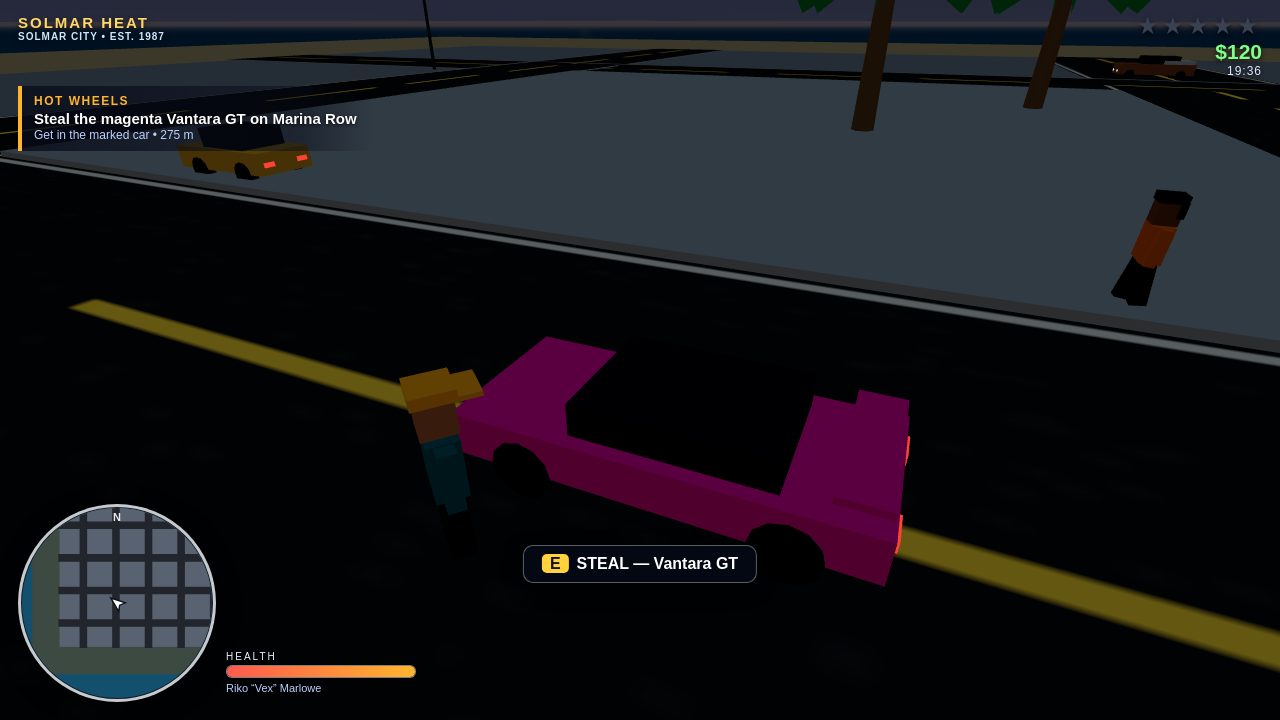 SOLMAR HEAT
SOLMAR CITY • EST. 1987
★★★★★
$120
19:36
HOT WHEELS
Steal the magenta Vantara GT on Marina Row
Get in the marked car • 275 m
E STEAL — Vantara GT
N
HEALTH
Riko “Vex” Marlowe